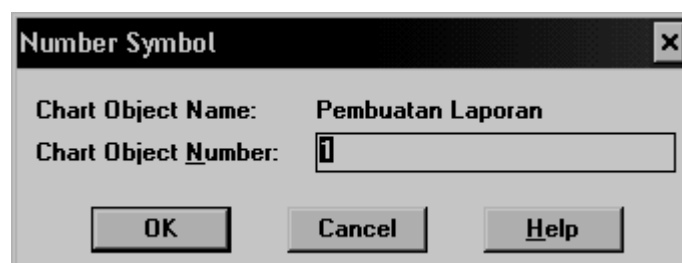 Number Symbol
Chart Object Name: Pembuatan Laporan
Chart Object Number: 1
OK Cancel Help